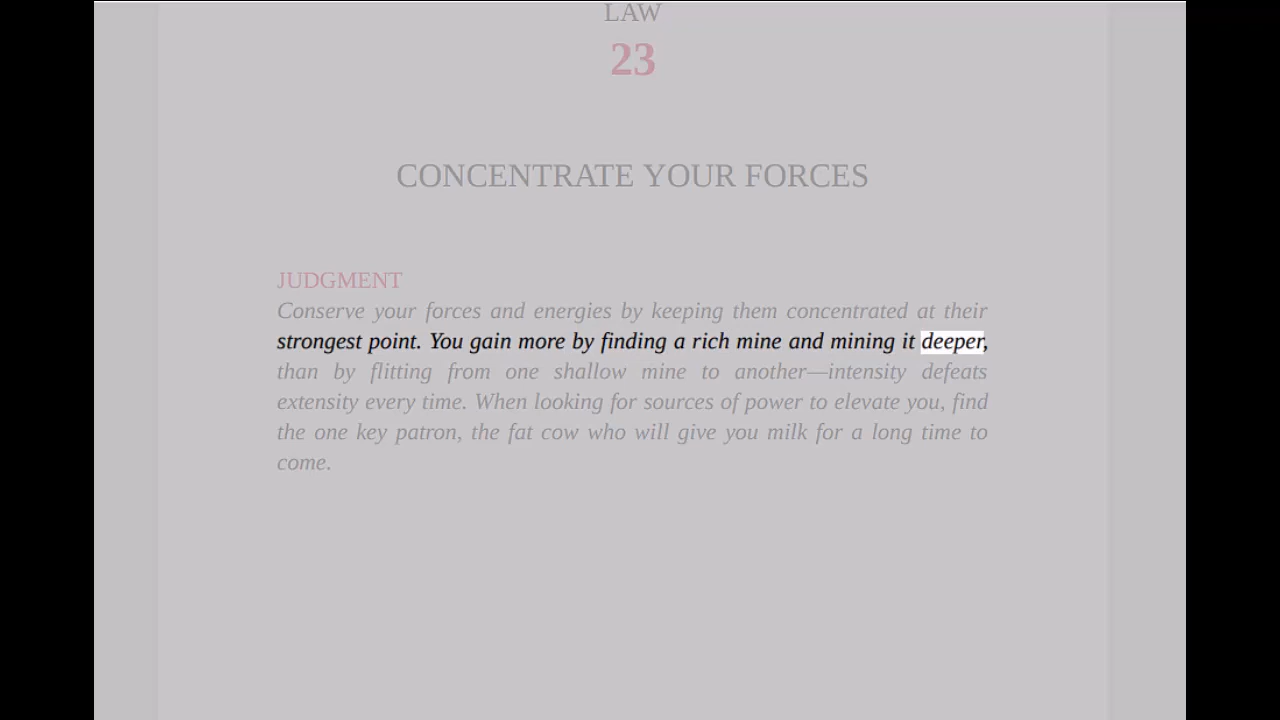 LAW
23
CONCENTRATE YOUR FORCES
JUDGMENT
Conserve your forces and energies by keeping them concentrated at their
strongest point. You gain more by finding a rich mine and mining it deeper,
than by flitting from one shallow mine to another—intensity defeats
extensity every time. When looking for sources of power to elevate you, find
the one key patron, the fat cow who will give you milk for a long time to
come.